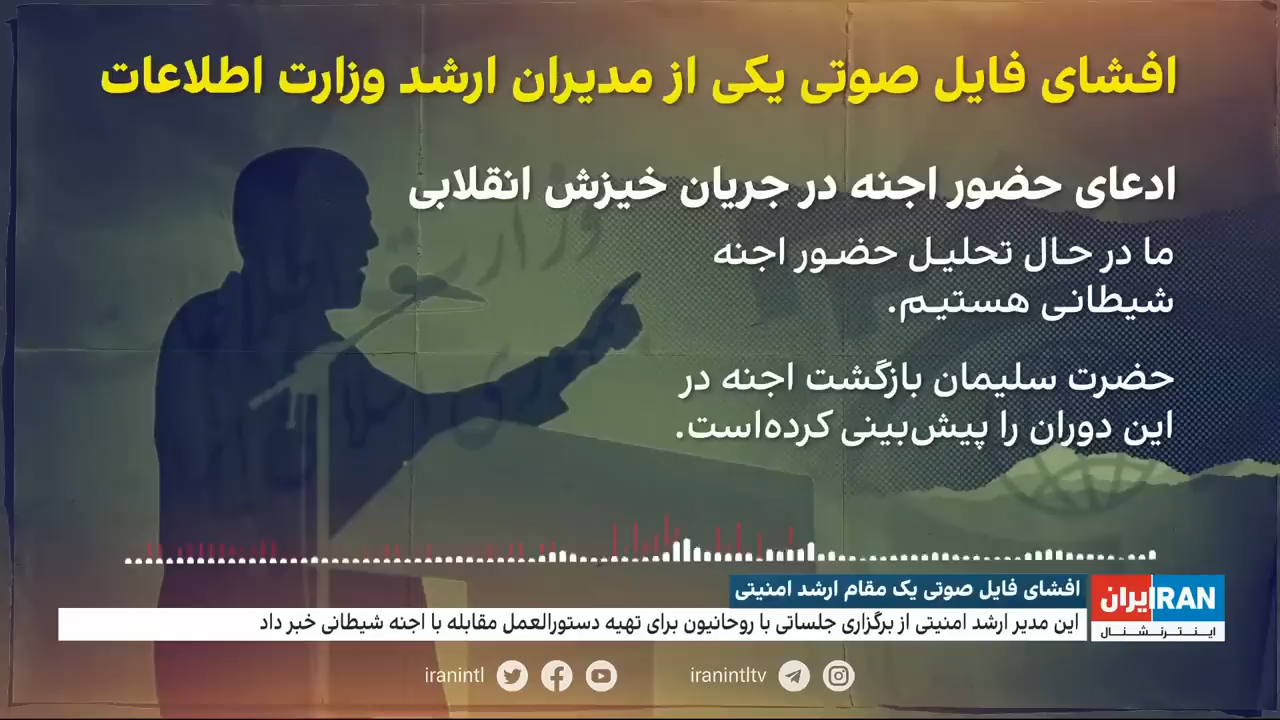 افشای فایل صوتی یکی از مدیران ارشد وزارت اطلاعات
ادعای حضور اجنه در جریان خیزش انقلابی
ما در حال تحلیل حضور اجنه
شیطانی هستیم.
حضرت سلیمان بازگشت اجنه در
این دوران را پیش‌بینی کرده‌است.
افشای فایل صوتی یک مقام ارشد امنیتی
این مدیر ارشد امنیتی از برگزاری جلساتی با روحانیون برای تهیه دستورالعمل مقابله با اجنه شیطانی خبر داد
ایران IRAN
اینترنشنال
iranintl
iranintltv